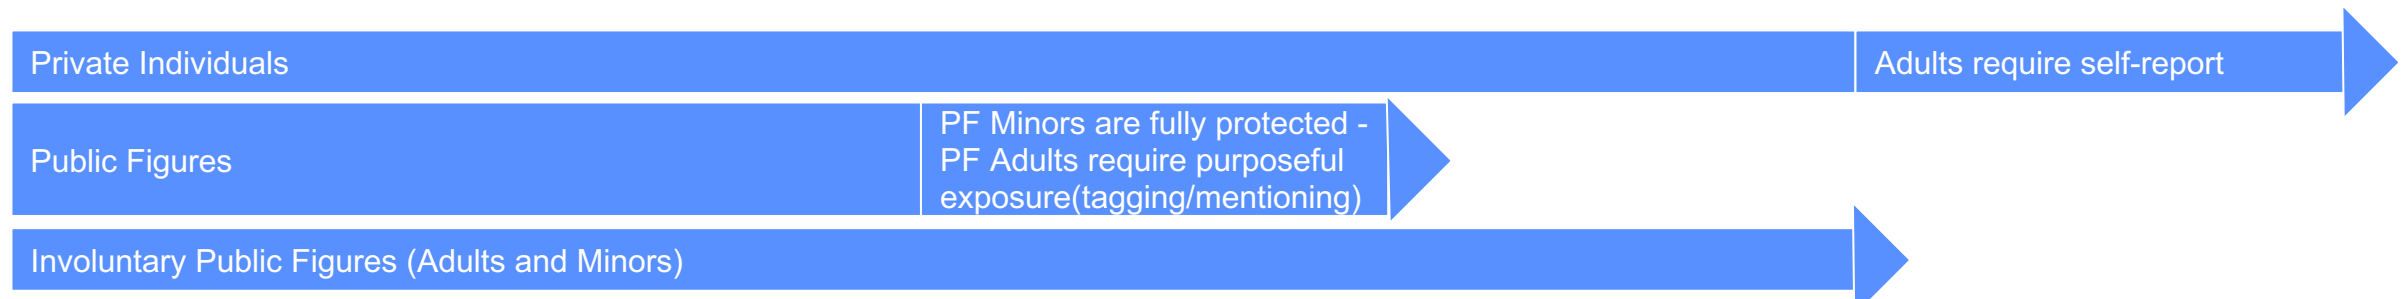 Private Individuals
Adults require self-report
Public Figures
PF Minors are fully protected -
PF Adults require purposeful
exposure(tagging/mentioning)
Involuntary Public Figures (Adults and Minors)